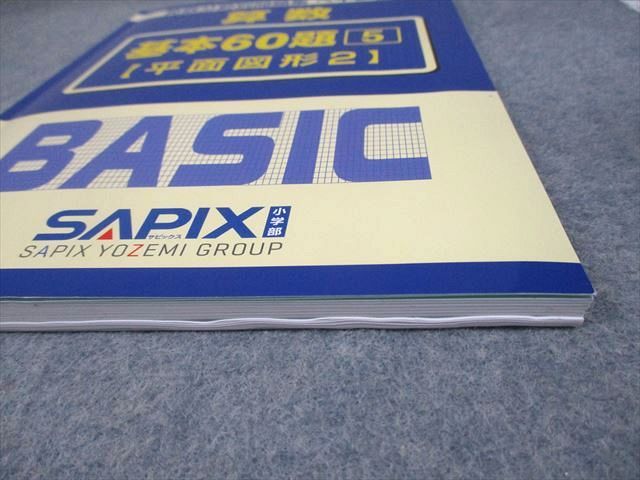 算数
基本60題 5
【平面図形2】
BASIC
SAPIX 小学部
サピックス
SAPIX YOZEMI GROUP